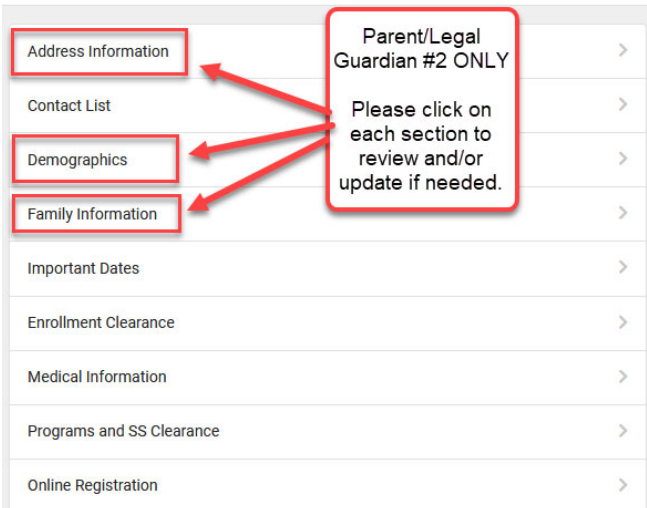 Parent/Legal
Guardian #2 ONLY
Please click on
each section to
review and/or
update if needed.
Address Information
Contact List
Demographics
Family Information
Important Dates
Enrollment Clearance
Medical Information
Programs and SS Clearance
Online Registration